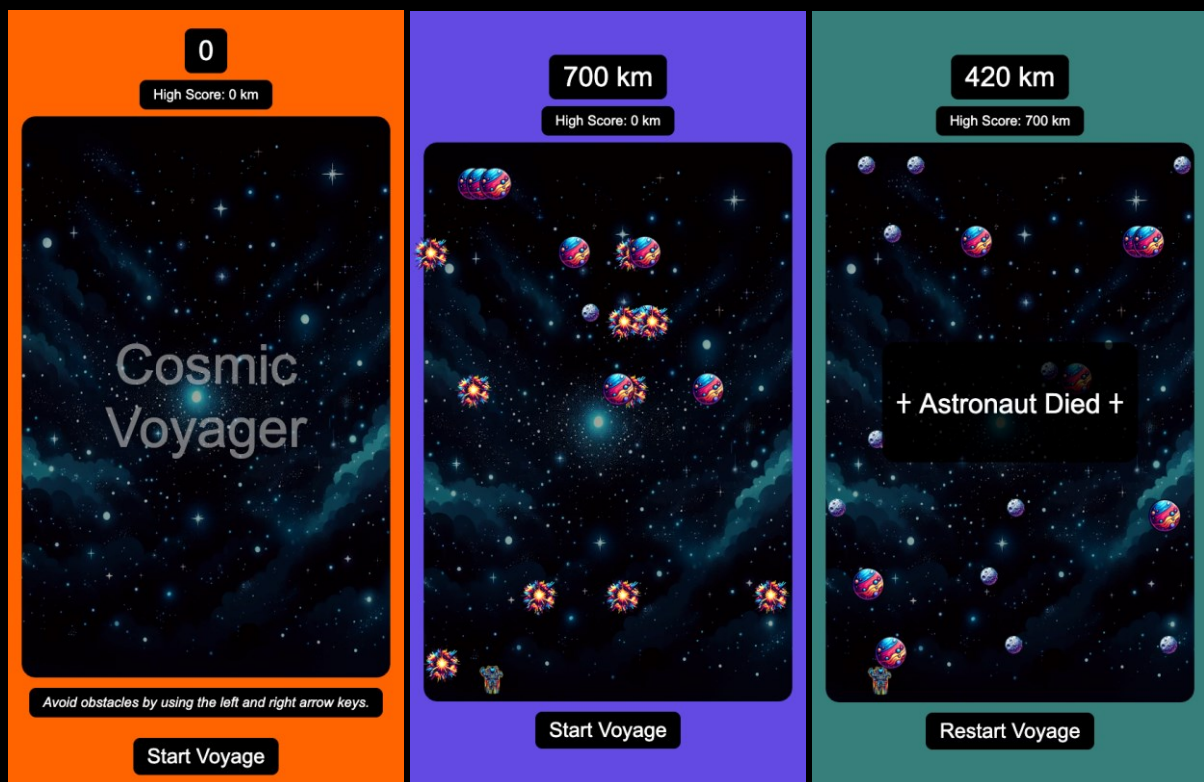 0
High Score: 0 km
Cosmic
Voyager
Avoid obstacles by using the left and right arrow keys.
Start Voyage
700 km
High Score: 0 km
Start Voyage
420 km
High Score: 700 km
† Astronaut Died †
Restart Voyage